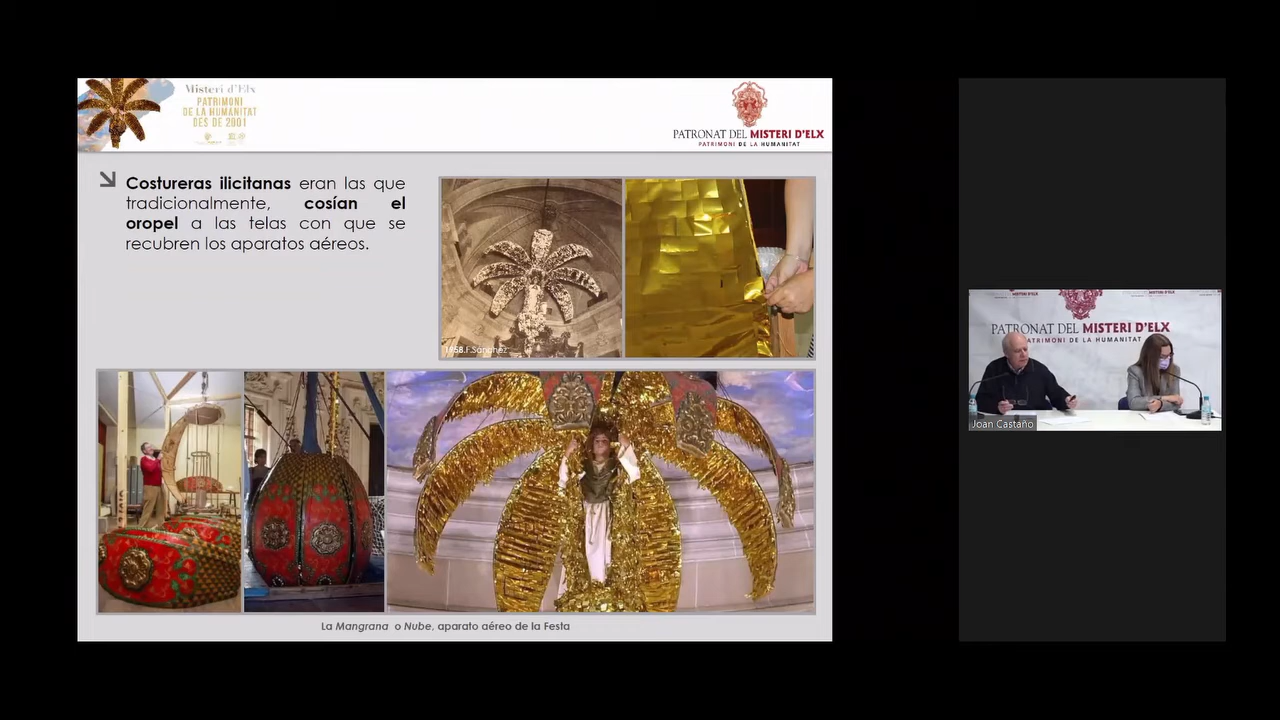 Misteri d'Elx
PATRIMONI
DE LA HUMANITAT
DES DE 2001
PATRONAT DEL MISTERI D'ELX
PATRIMONI DE LA HUMANITAT
Costureras ilicitanas eran las que
tradicionalmente, cosían el
oropel a las telas con que se
recubren los aparatos aéreos.
1958.F.Sánchez
La Mangrana o Nube, aparato aéreo de la Festa
PATRONAT DEL MISTERI D'ELX
PATRIMONI DE LA HUMANITAT
Joan Castaño